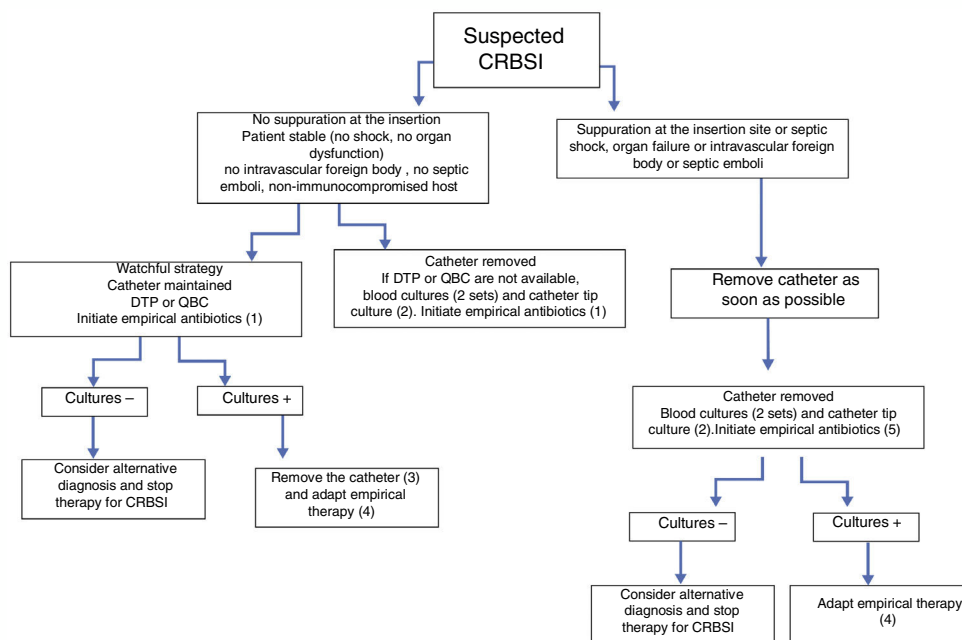 Suspected
CRBSI
No suppuration at the insertion
Patient stable (no shock, no organ
dysfunction)
no intravascular foreign body , no septic
emboli, non-immunocompromised host
Suppuration at the insertion site or septic
shock, organ failure or intravascular foreign
body or septic emboli
Watchful strategy
Catheter maintained
DTP or QBC
Initiate empirical antibiotics (1)
Catheter removed
If DTP or QBC are not available,
blood cultures (2 sets) and catheter tip
culture (2). Initiate empirical antibiotics (1)
Remove catheter as
soon as possible
Cultures –
Cultures +
Catheter removed
Blood cultures (2 sets) and catheter tip
culture (2).Initiate empirical antibiotics (5)
Consider alternative
diagnosis and stop
therapy for CRBSI
Remove the catheter (3)
and adapt empirical
therapy (4)
Cultures –
Cultures +
Consider alternative
diagnosis and stop
therapy for CRBSI
Adapt empirical therapy
(4)